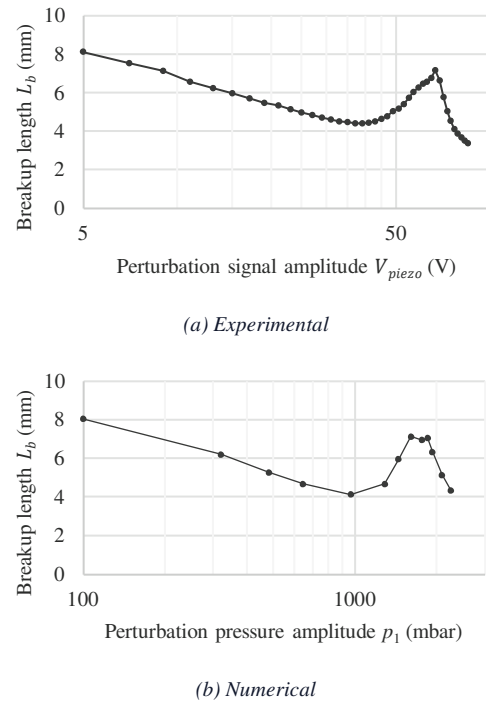 Breakup length L_b (mm)
10
8
6
4
2
0
5
50
Perturbation signal amplitude V_piezo (V)
(a) Experimental
Breakup length L_b (mm)
10
8
6
4
2
0
100
1000
Perturbation pressure amplitude p_1 (mbar)
(b) Numerical